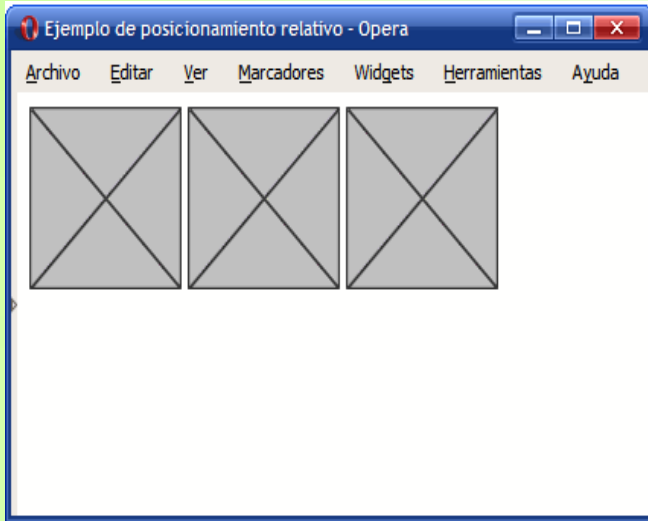 Ejemplo de posicionamiento relativo - Opera
Archivo Editar Ver Marcadores Widgets Herramientas Ayuda